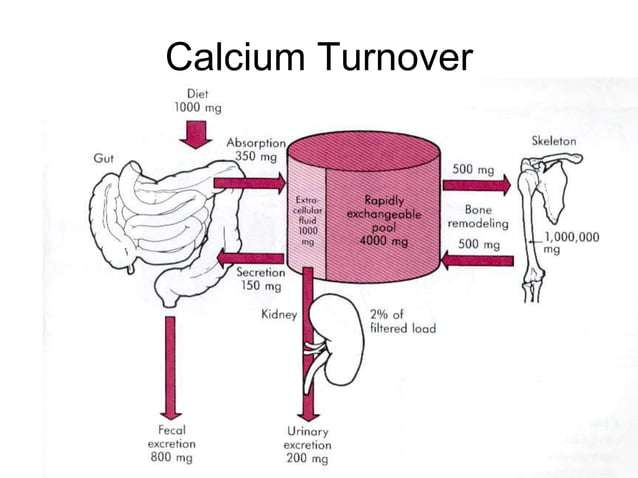 Calcium Turnover
Diet
1000 mg
Absorption
350 mg
Gut
Extra-
cellular
fluid
1000
mg
Rapidly
exchangeable
pool
4000 mg
500 mg
Bone
remodeling
500 mg
Skeleton
1,000,000
mg
Secretion
150 mg
Kidney
2% of
filtered load
Fecal
excretion
800 mg
Urinary
excretion
200 mg